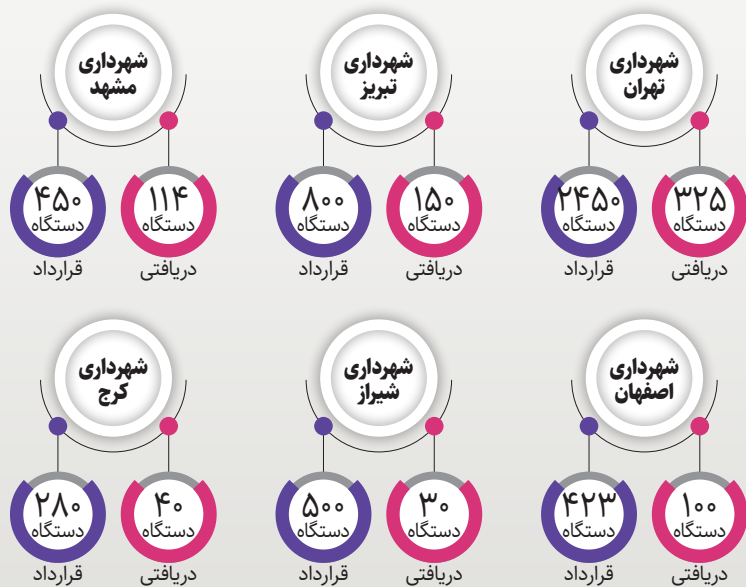 شهرداری
تهران
۳۲۵
دستگاه
دریافتی
۲۴۵۰
دستگاه
قرارداد
شهرداری
تبریز
۱۵۰
دستگاه
دریافتی
۸۰۰
دستگاه
قرارداد
شهرداری
مشهد
۱۱۴
دستگاه
دریافتی
۴۵۰
دستگاه
قرارداد
شهرداری
اصفهان
۱۰۰
دستگاه
دریافتی
۴۲۳
دستگاه
قرارداد
شهرداری
شیراز
۳۰
دستگاه
دریافتی
۵۰۰
دستگاه
قرارداد
شهرداری
کرج
۴۰
دستگاه
دریافتی
۲۸۰
دستگاه
قرارداد